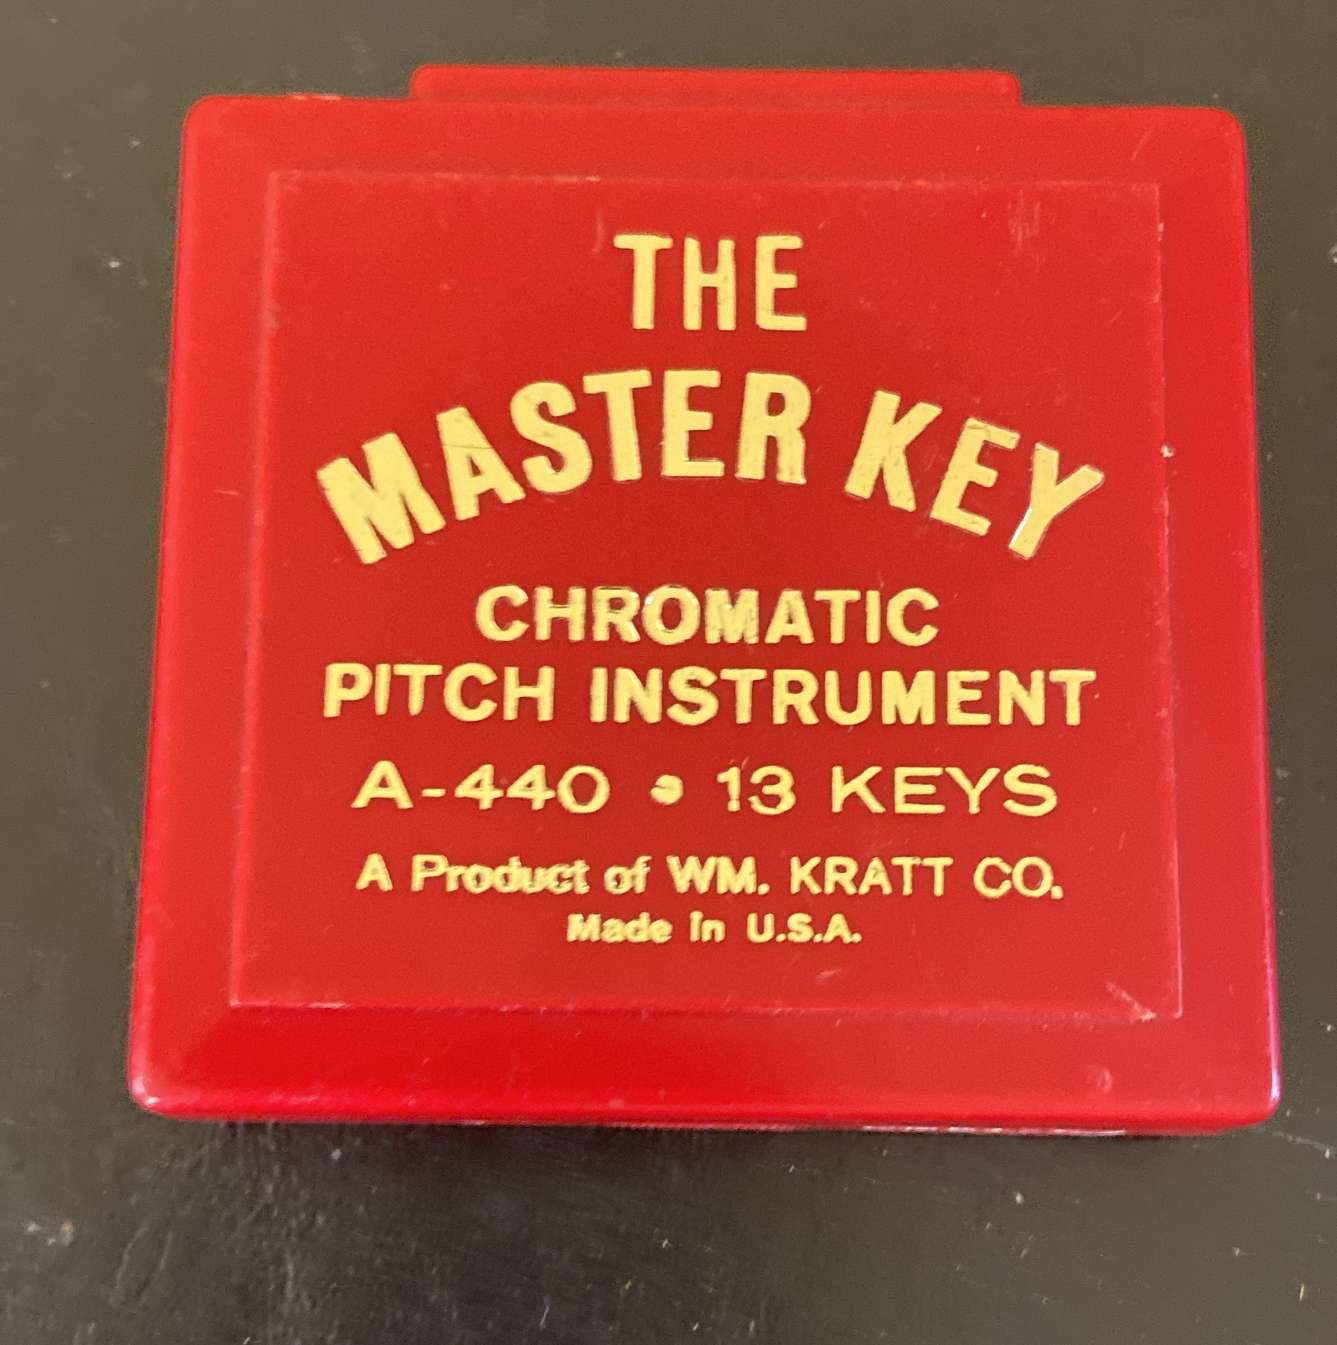 THE
MASTER KEY
CHROMATIC
PITCH INSTRUMENT
A-440 • 13 KEYS
A Product of WM. KRATT CO.
Made in U.S.A.